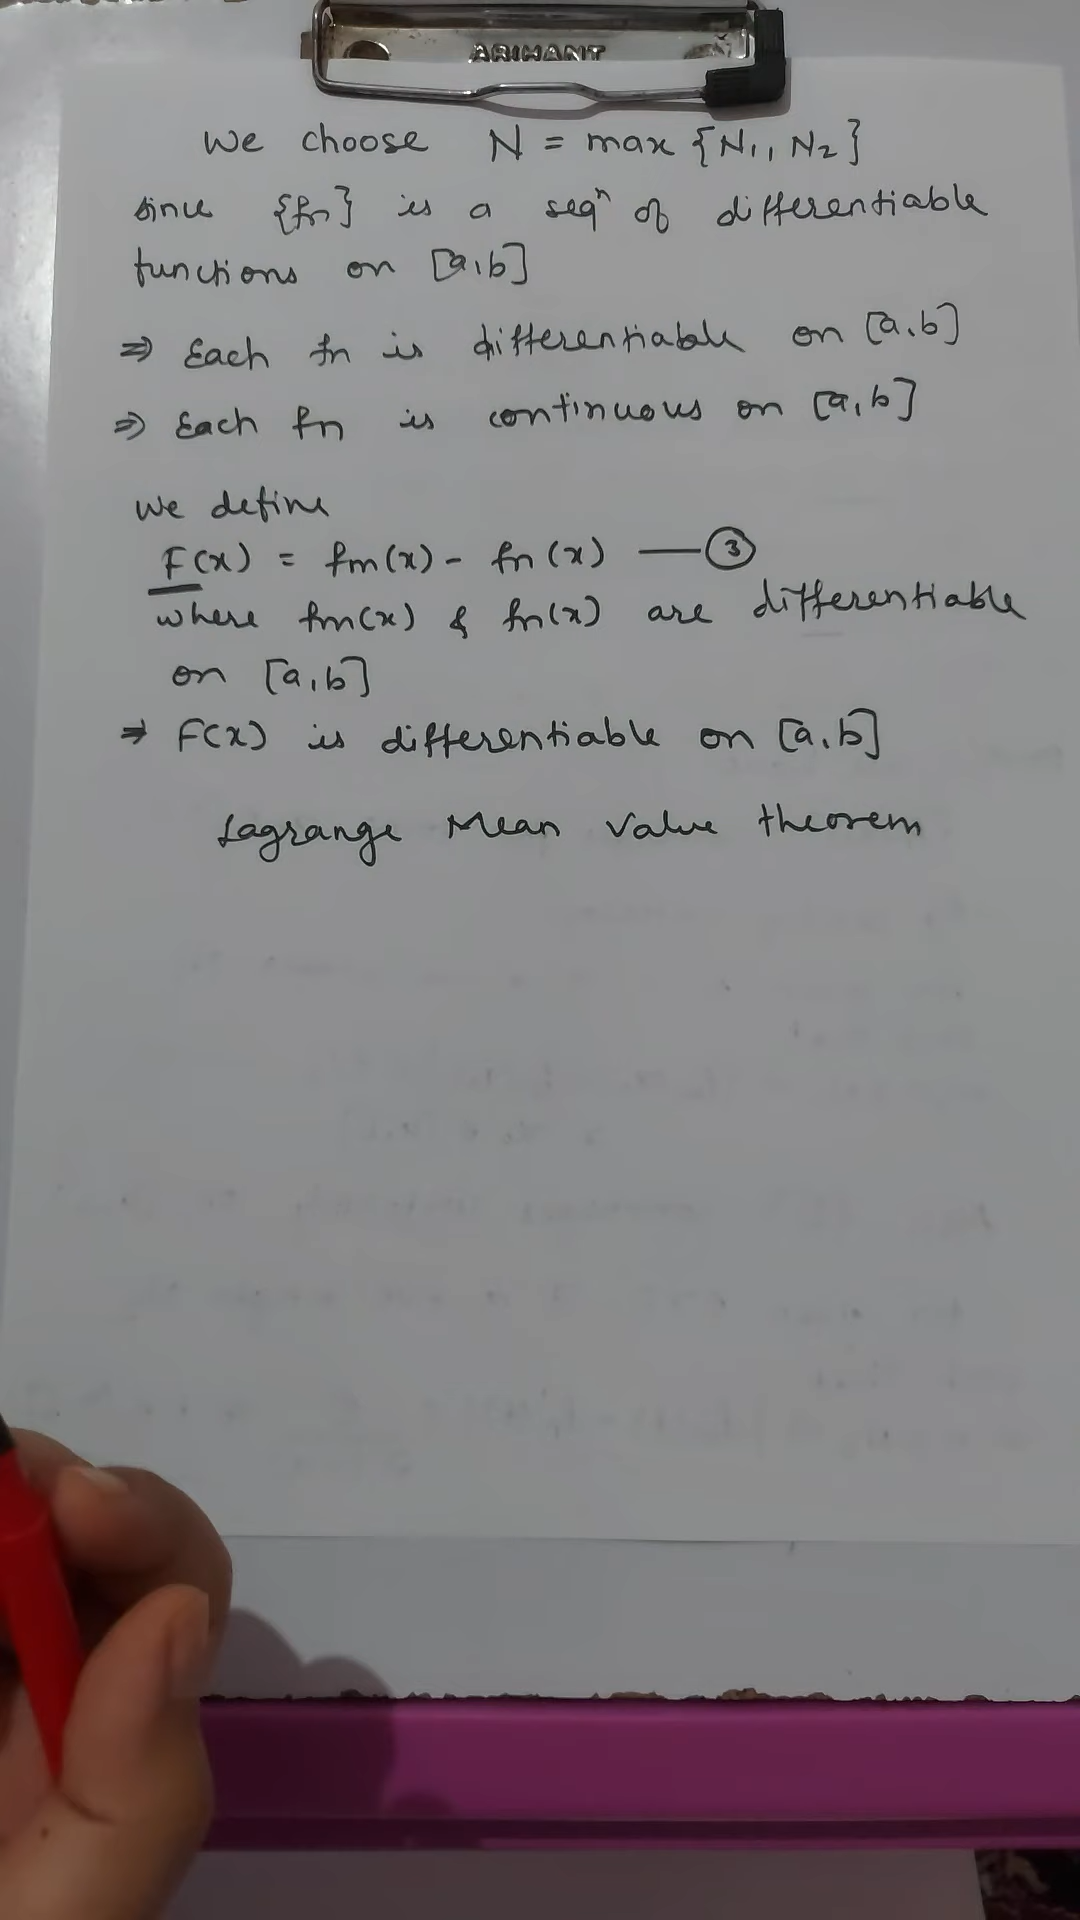 ARIHANT
We choose N = max {N1, N2}
since {fn} is a seqn of differentiable
functions on [a,b]
⇒ Each fn is differentiable on [a,b]
⇒ Each fn is continuous on [a,b]
We define
F(x) = fm(x) - fn(x) — ③
where fm(x) & fn(x) are differentiable
on [a,b]
⇒ F(x) is differentiable on [a,b]
Lagrange Mean Value theorem